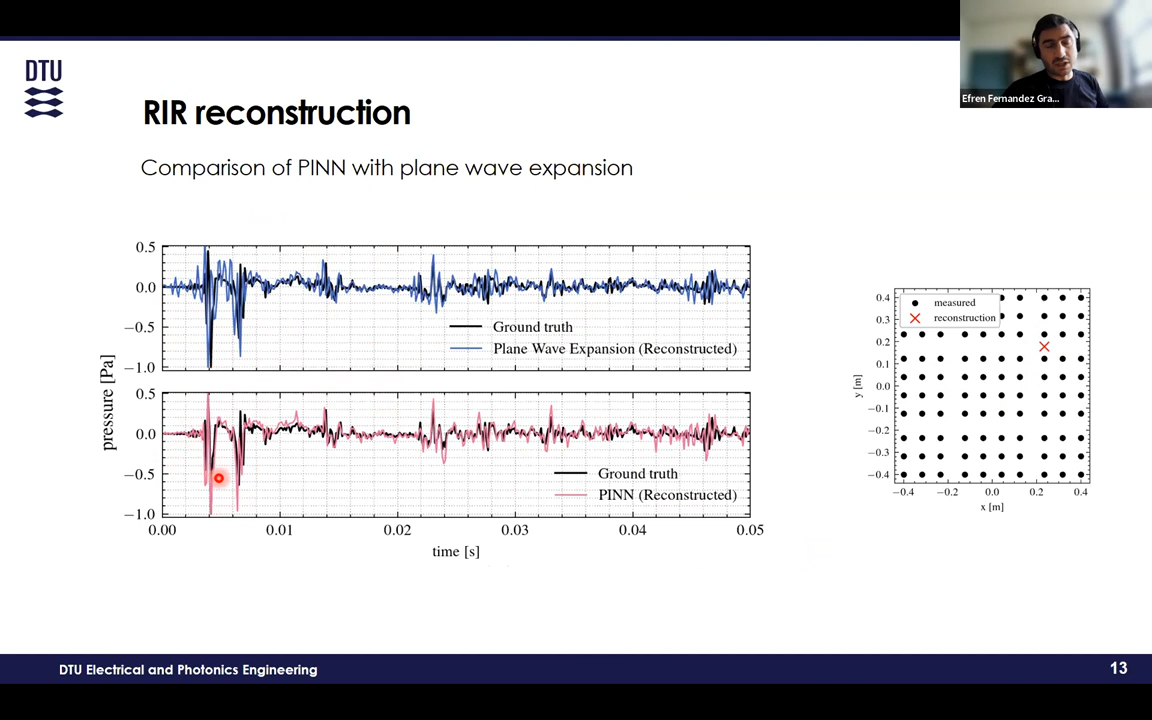 Efren Fernandez Gra...
DTU
RIR reconstruction
Comparison of PINN with plane wave expansion
pressure [Pa]
0.5
0.0
−0.5
−1.0
Ground truth
Plane Wave Expansion (Reconstructed)
0.5
0.0
−0.5
−1.0
Ground truth
PINN (Reconstructed)
0.00 0.01 0.02 0.03 0.04 0.05
time [s]
measured
reconstruction
y [m]
0.4
0.3
0.2
0.1
0.0
−0.1
−0.2
−0.3
−0.4
−0.4 −0.2 0.0 0.2 0.4
x [m]
DTU Electrical and Photonics Engineering
13